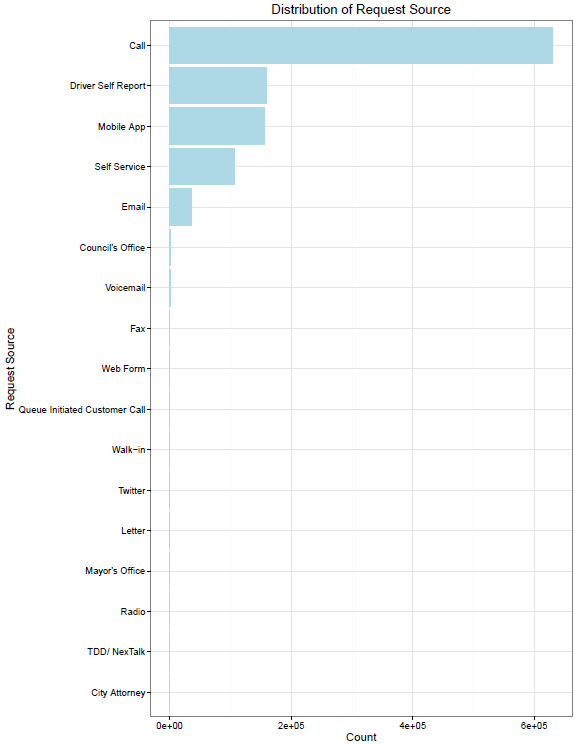 Distribution of Request Source
Call
Driver Self Report
Mobile App
Self Service
Email
Council's Office
Voicemail
Fax
Web Form
Queue Initiated Customer Call
Walk−in
Twitter
Letter
Mayor's Office
Radio
TDD/ NexTalk
City Attorney
Request Source
0e+00 2e+05 4e+05 6e+05
Count